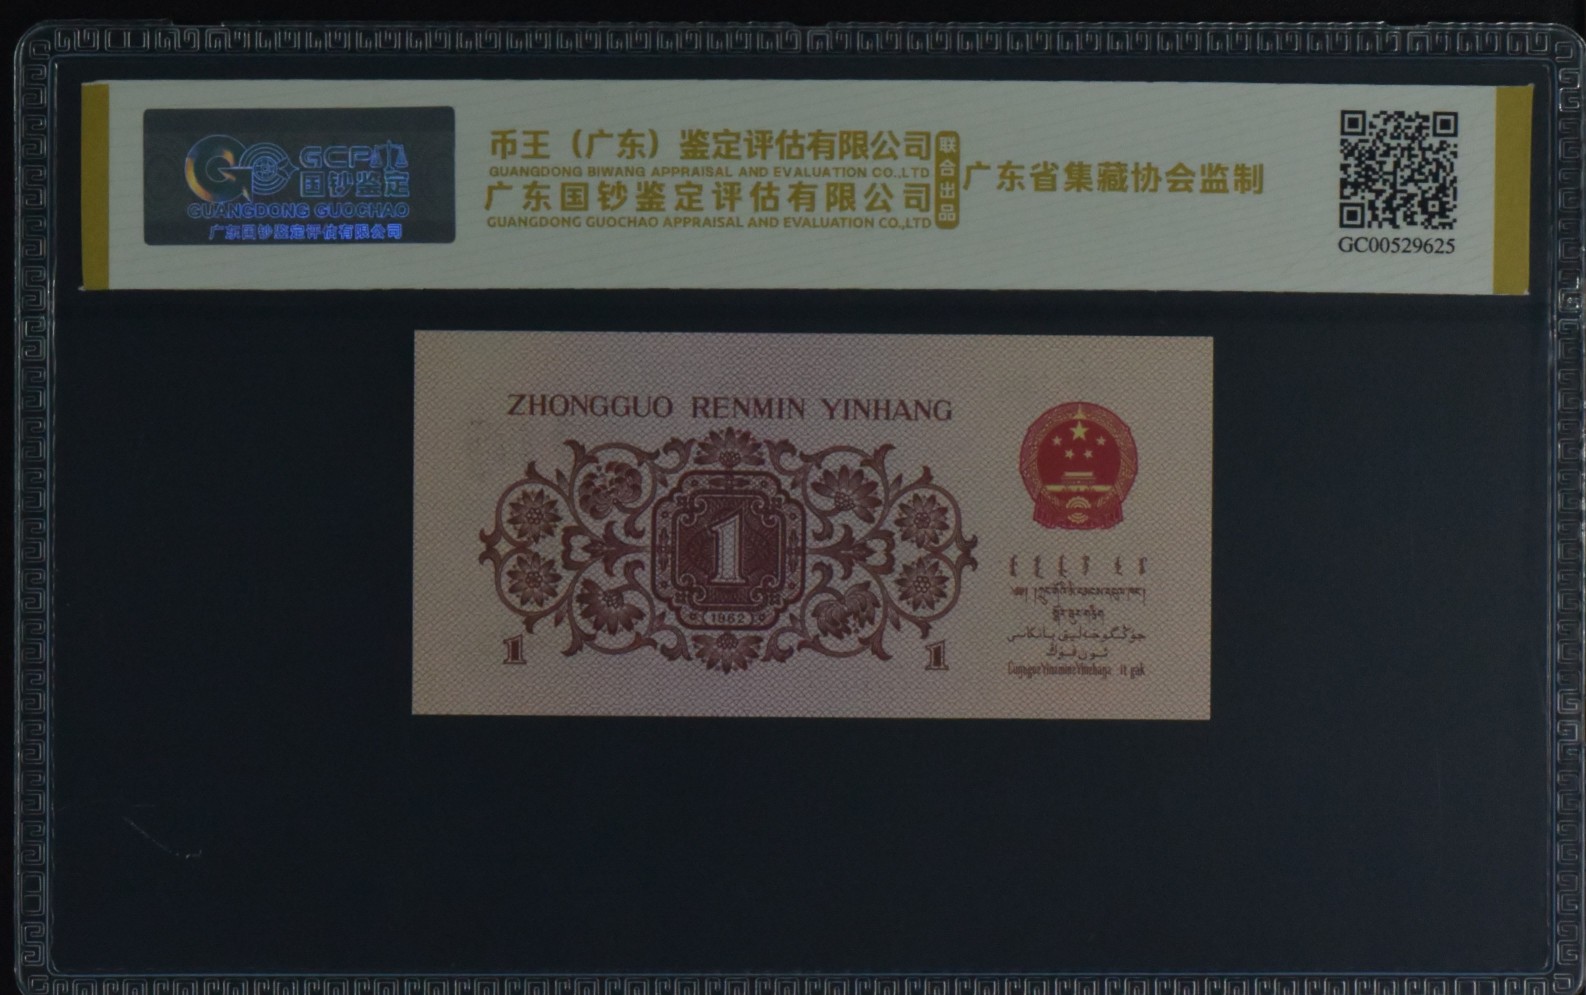 GCP
国钞鉴定
GUANGDONG GUOCHAO
广东国钞鉴定评估有限公司
币王（广东）鉴定评估有限公司
GUANGDONG BIWANG APPRAISAL AND EVALUATION CO.,LTD
广东国钞鉴定评估有限公司
GUANGDONG GUOCHAO APPRAISAL AND EVALUATION CO.,LTD
联合出品
广东省集藏协会监制
GC00529625
ZHONGGUO RENMIN YINHANG
1
1962
1
1